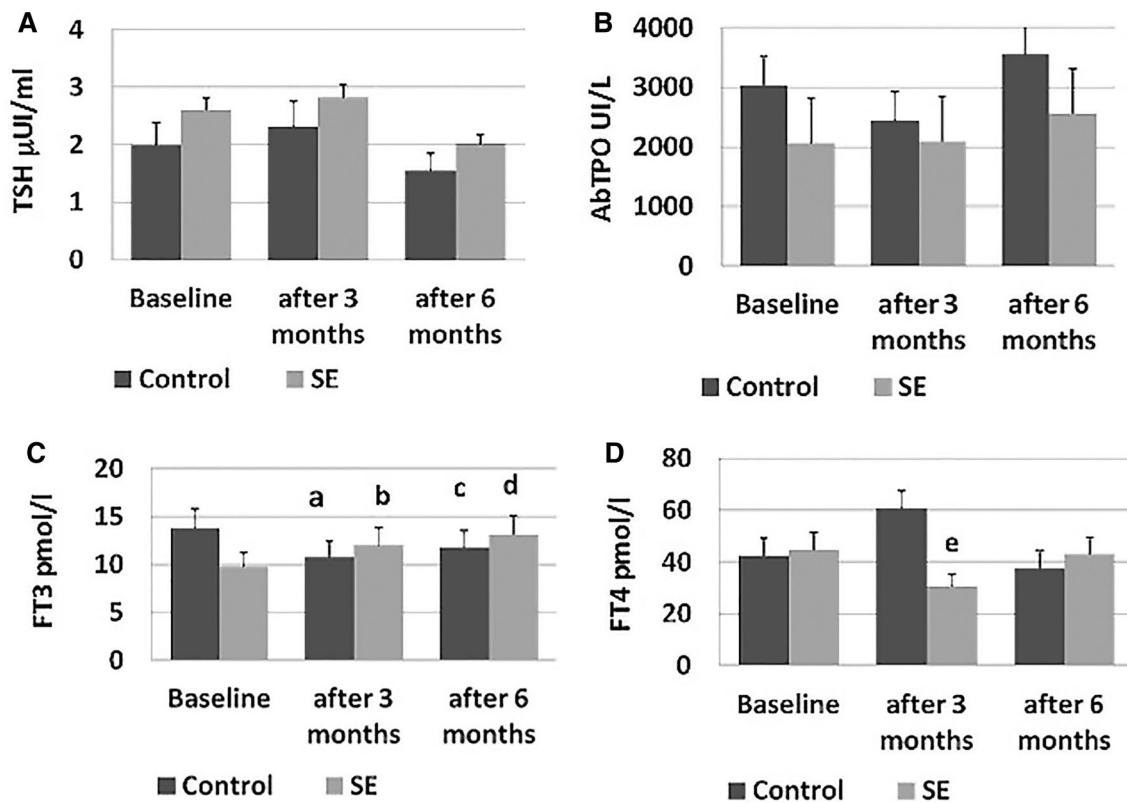 A
TSH µUI/ml
4
3
2
1
0
Baseline after 3 after 6
months months
Control SE
B
AbTPO UI/L
4000
3000
2000
1000
0
Baseline after 3 after 6
months months
Control SE
C
FT3 pmol/l
20
15
10
5
0
a b c d
Baseline after 3 after 6
months months
Control SE
D
FT4 pmol/l
80
60
40
20
0
e
Baseline after 3 after 6
months months
Control SE